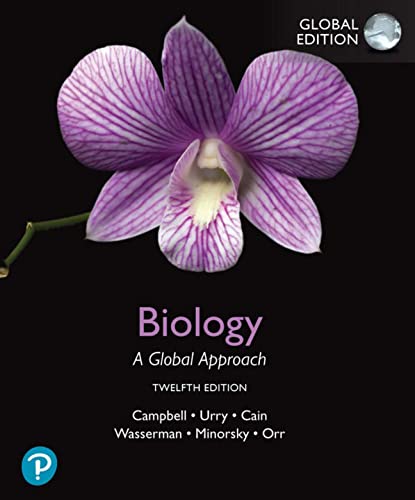 GLOBAL
EDITION
Biology
A Global Approach
TWELFTH EDITION
Campbell • Urry • Cain
Wasserman • Minorsky • Orr
P